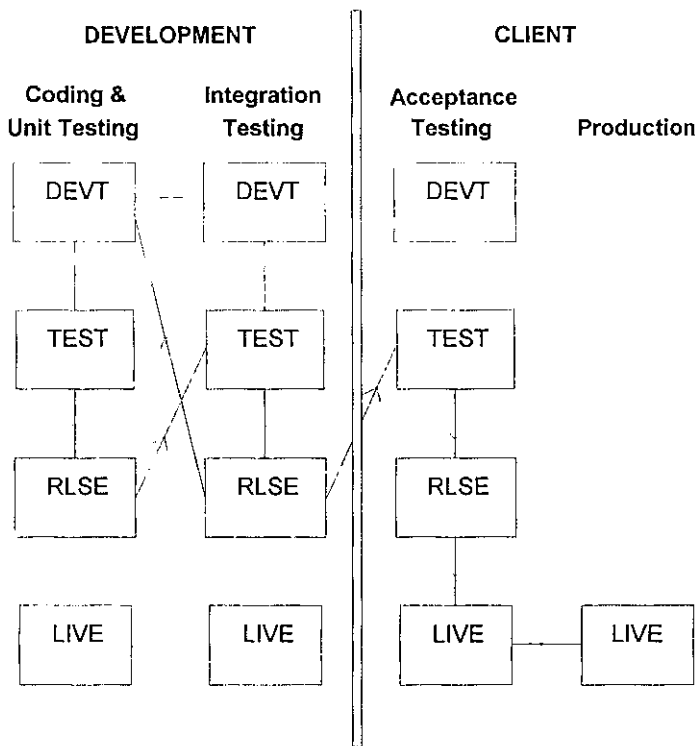 DEVELOPMENT CLIENT
Coding & Integration Acceptance
Unit Testing Testing Testing Production
DEVT DEVT DEVT
TEST TEST TEST
RLSE RLSE RLSE
LIVE LIVE LIVE LIVE